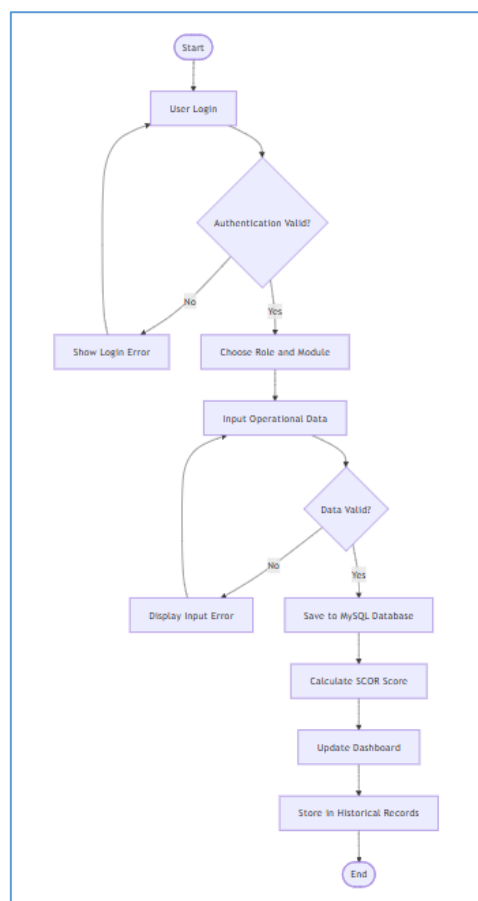 Start
User Login
Authentication Valid?
No
Yes
Show Login Error
Choose Role and Module
Input Operational Data
Data Valid?
No
Yes
Display Input Error
Save to MySQL Database
Calculate SCOR Score
Update Dashboard
Store in Historical Records
End